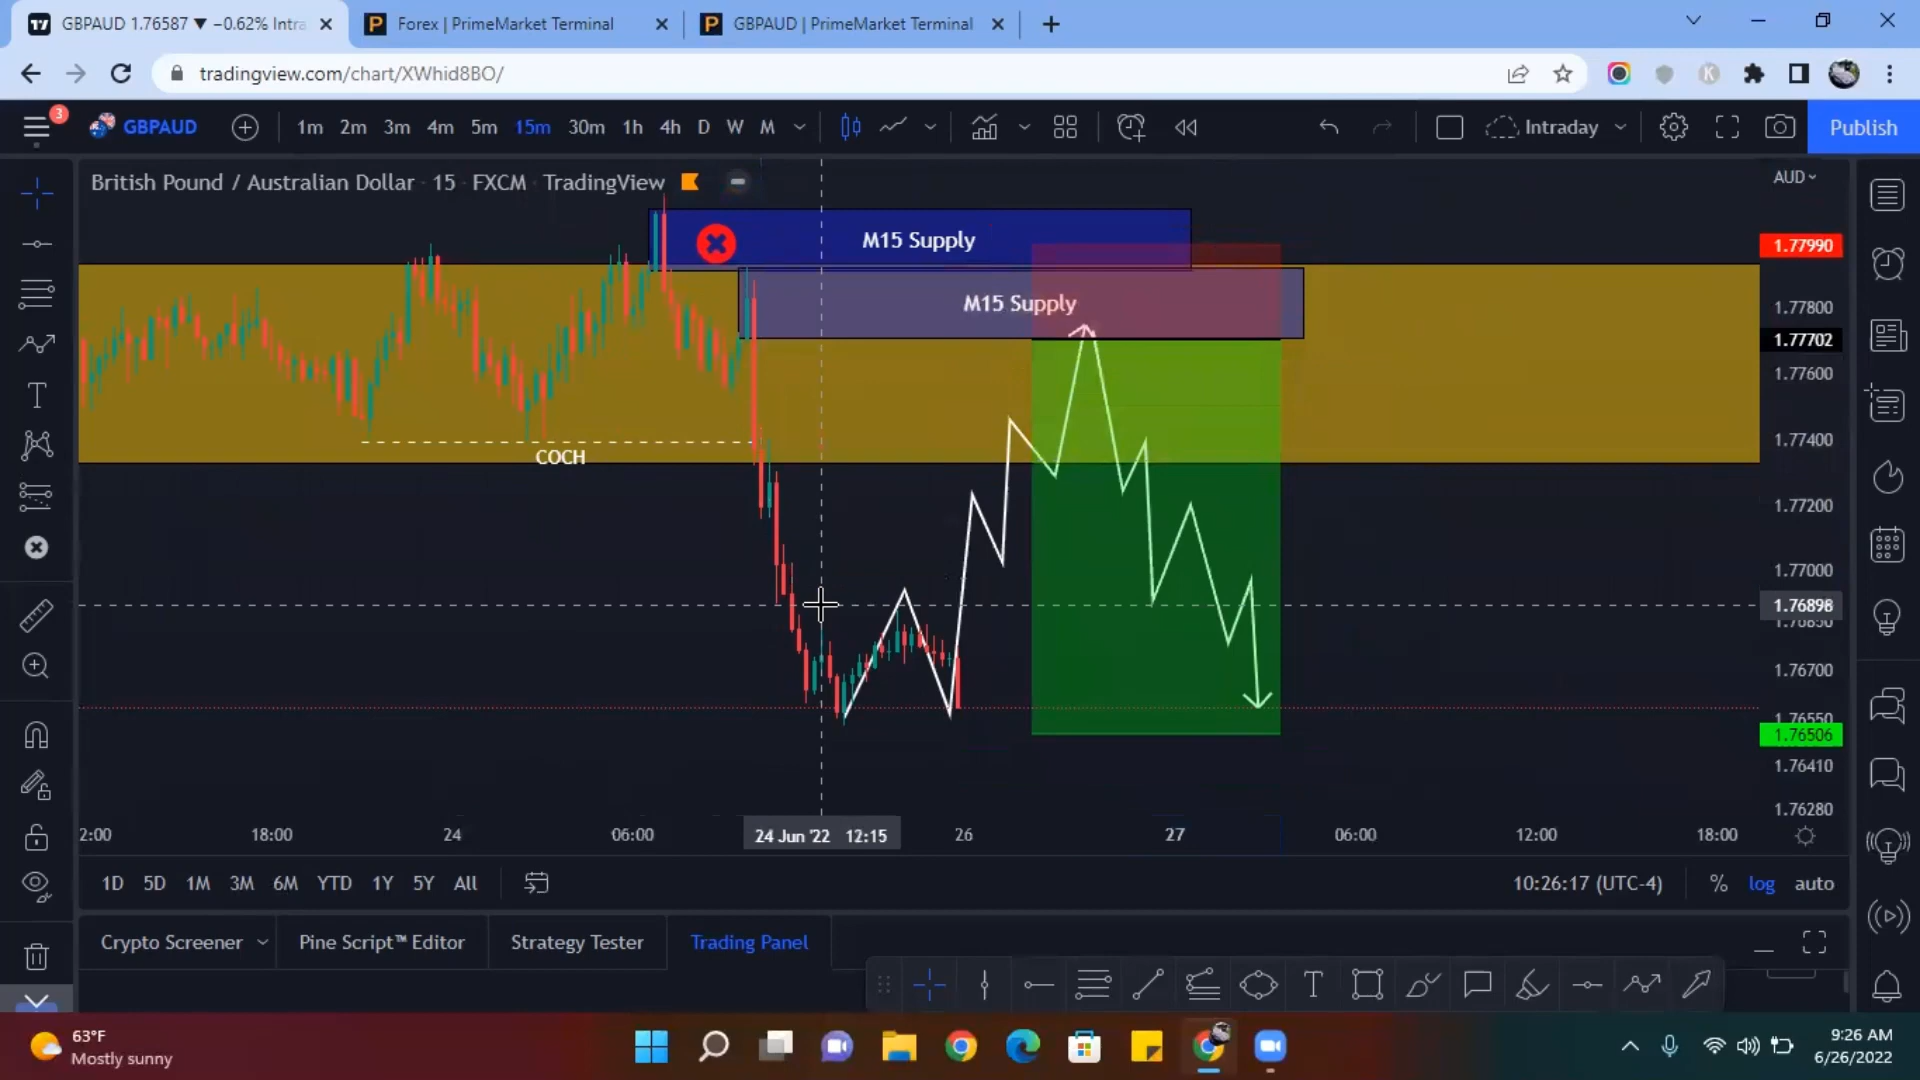 GBPAUD 1.76587 ▼ −0.62% Intra
Forex | PrimeMarket Terminal
GBPAUD | PrimeMarket Terminal
tradingview.com/chart/XWhid8BO/
3
GBPAUD
1m 2m 3m 4m 5m 15m 30m 1h 4h D W M
Intraday
Publish
British Pound / Australian Dollar · 15 · FXCM · TradingView
AUD
M15 Supply
M15 Supply
COCH
1.77990
1.77800
1.77702
1.77600
1.77400
1.77200
1.77000
1.76898
1.76850
1.76700
1.76550
1.76506
1.76410
1.76280
2:00 18:00 24 06:00 24 Jun '22 12:15 26 27 06:00 12:00 18:00
1D 5D 1M 3M 6M YTD 1Y 5Y All
10:26:17 (UTC-4) % log auto
Crypto Screener Pine Script™ Editor Strategy Tester Trading Panel
63°F
Mostly sunny
9:26 AM
6/26/2022